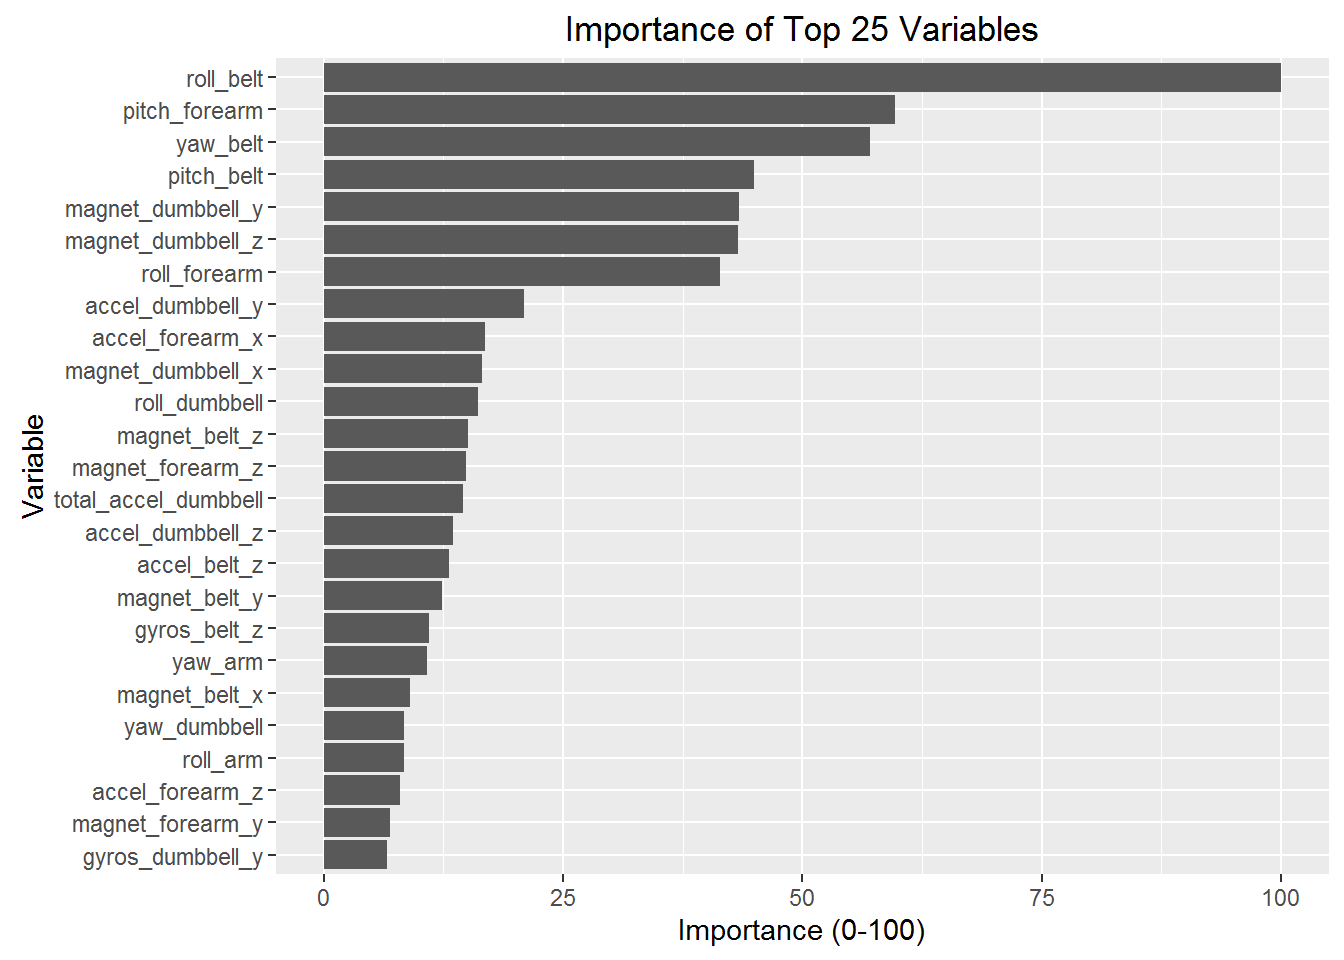 Importance of Top 25 Variables
roll_belt
pitch_forearm
yaw_belt
pitch_belt
magnet_dumbbell_y
magnet_dumbbell_z
roll_forearm
accel_dumbbell_y
accel_forearm_x
magnet_dumbbell_x
roll_dumbbell
magnet_belt_z
magnet_forearm_z
total_accel_dumbbell
accel_dumbbell_z
accel_belt_z
magnet_belt_y
gyros_belt_z
yaw_arm
magnet_belt_x
yaw_dumbbell
roll_arm
accel_forearm_z
magnet_forearm_y
gyros_dumbbell_y
Variable
0 25 50 75 100
Importance (0-100)